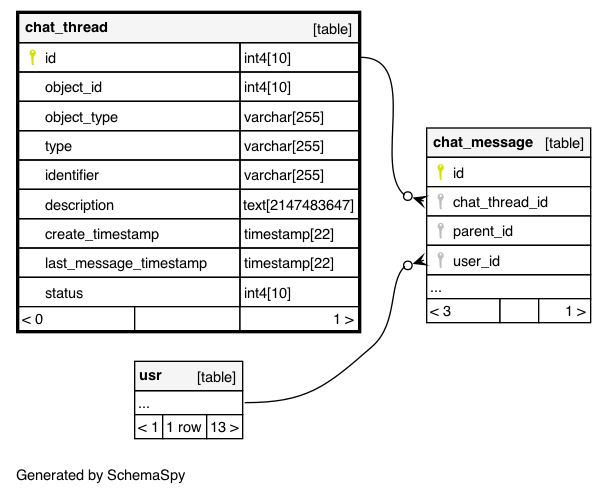 chat_thread [table]
id int4[10]
object_id int4[10]
object_type varchar[255]
type varchar[255]
identifier varchar[255]
description text[2147483647]
create_timestamp timestamp[22]
last_message_timestamp timestamp[22]
status int4[10]
< 0 1 >
chat_message [table]
id
chat_thread_id
parent_id
user_id
...
< 3 1 >
usr [table]
...
< 1 1 row 13 >
Generated by SchemaSpy